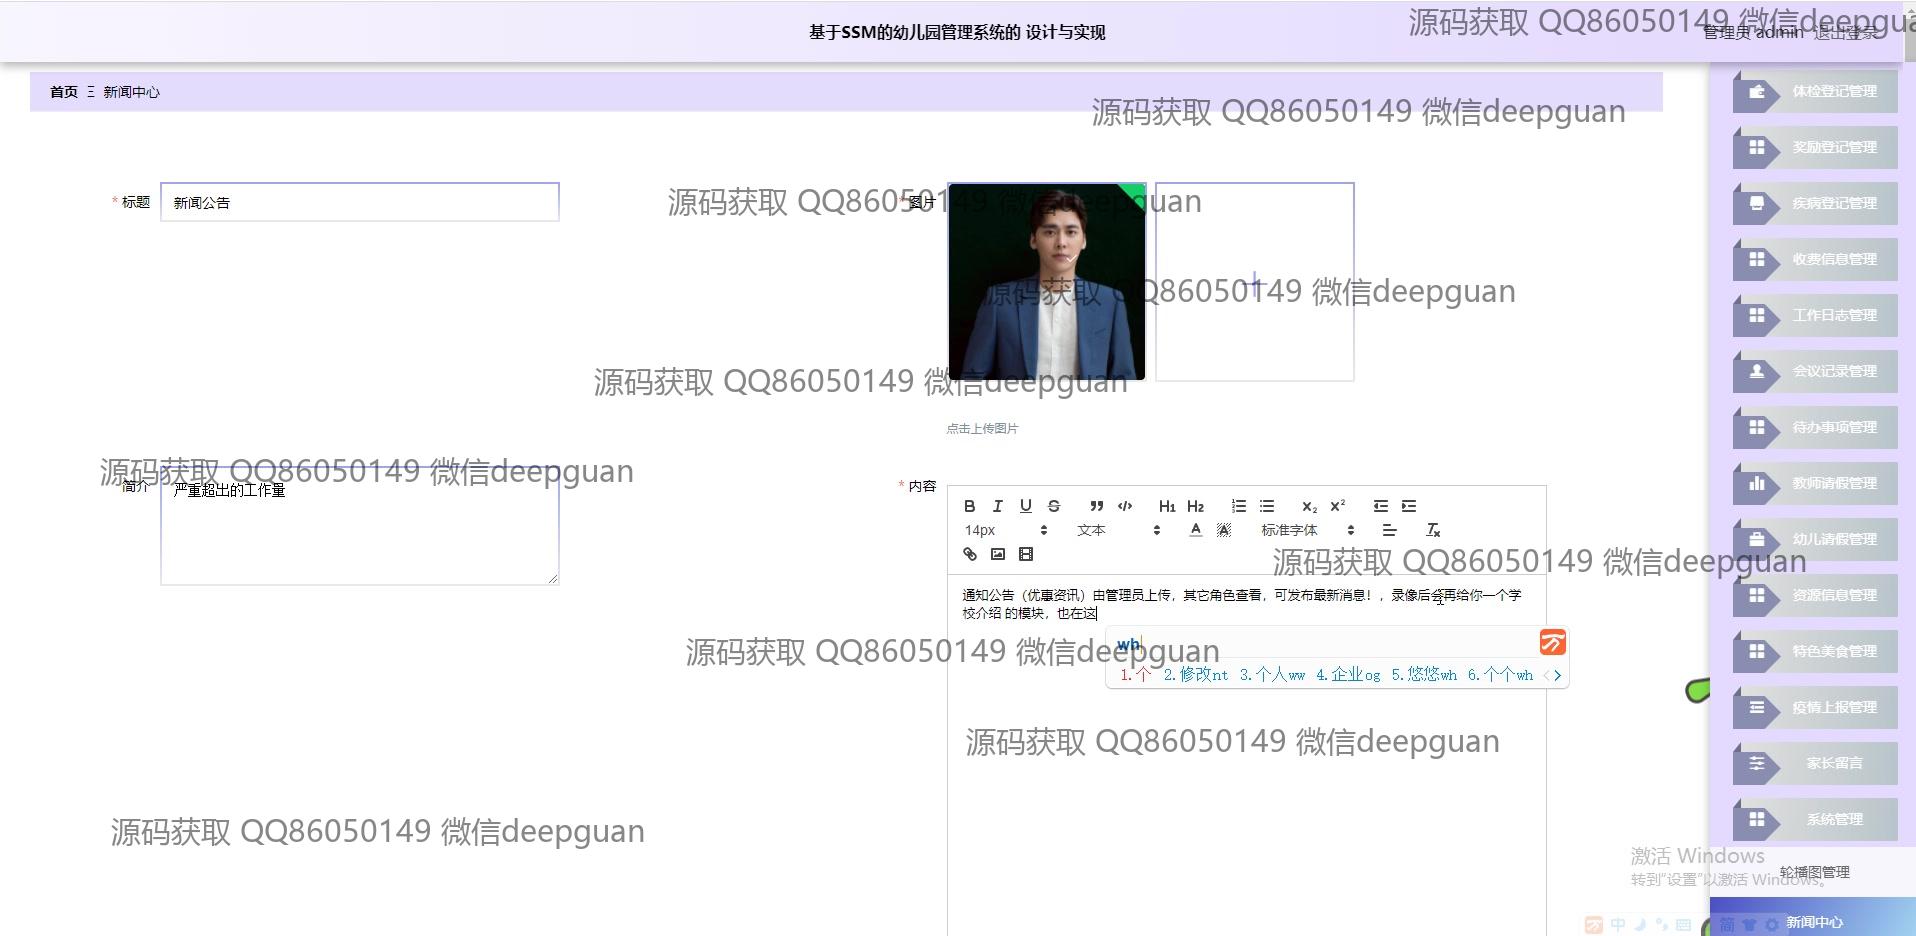 基于SSM的幼儿园管理系统的 设计与实现
管理员 admin 退出登录
源码获取 QQ86050149 微信deepgua
首页 Ξ 新闻中心
源码获取 QQ86050149 微信deepguan
* 标题 新闻公告
* 图片
源码获取 QQ86050149 微信deepguan
源码获取 QQ86050149 微信deepguan
源码获取 QQ86050149 微信deepguan
点击上传图片
源码获取 QQ86050149 微信deepguan
简介 严重超出的工作量
* 内容
B I U S ” </> H1 H2 x₂ x²
14px 文本 A A 标准字体 Tx
源码获取 QQ86050149 微信deepguan
通知公告（优惠资讯）由管理员上传，其它角色查看，可发布最新消息！，录像后会再给你一个学
校介绍 的模块，也在这
wh
1.个 2.修改nt 3.个人ww 4.企业og 5.悠悠wh 6.个个wh
源码获取 QQ86050149 微信deepguan
源码获取 QQ86050149 微信deepguan
源码获取 QQ86050149 微信deepguan
体检登记管理
奖励登记管理
疾病登记管理
收费信息管理
工作日志管理
会议记录管理
待办事项管理
教师请假管理
幼儿请假管理
资源信息管理
特色美食管理
疫情上报管理
家长留言
系统管理
轮播图管理
新闻中心
激活 Windows
转到“设置”以激活 Windows。
中 简